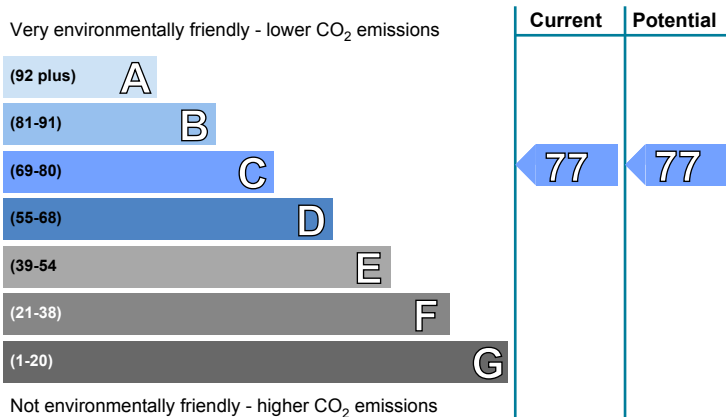 Current Potential
Very environmentally friendly - lower CO2 emissions
(92 plus) A
(81-91) B
(69-80) C 77 77
(55-68) D
(39-54 E
(21-38) F
(1-20) G
Not environmentally friendly - higher CO2 emissions